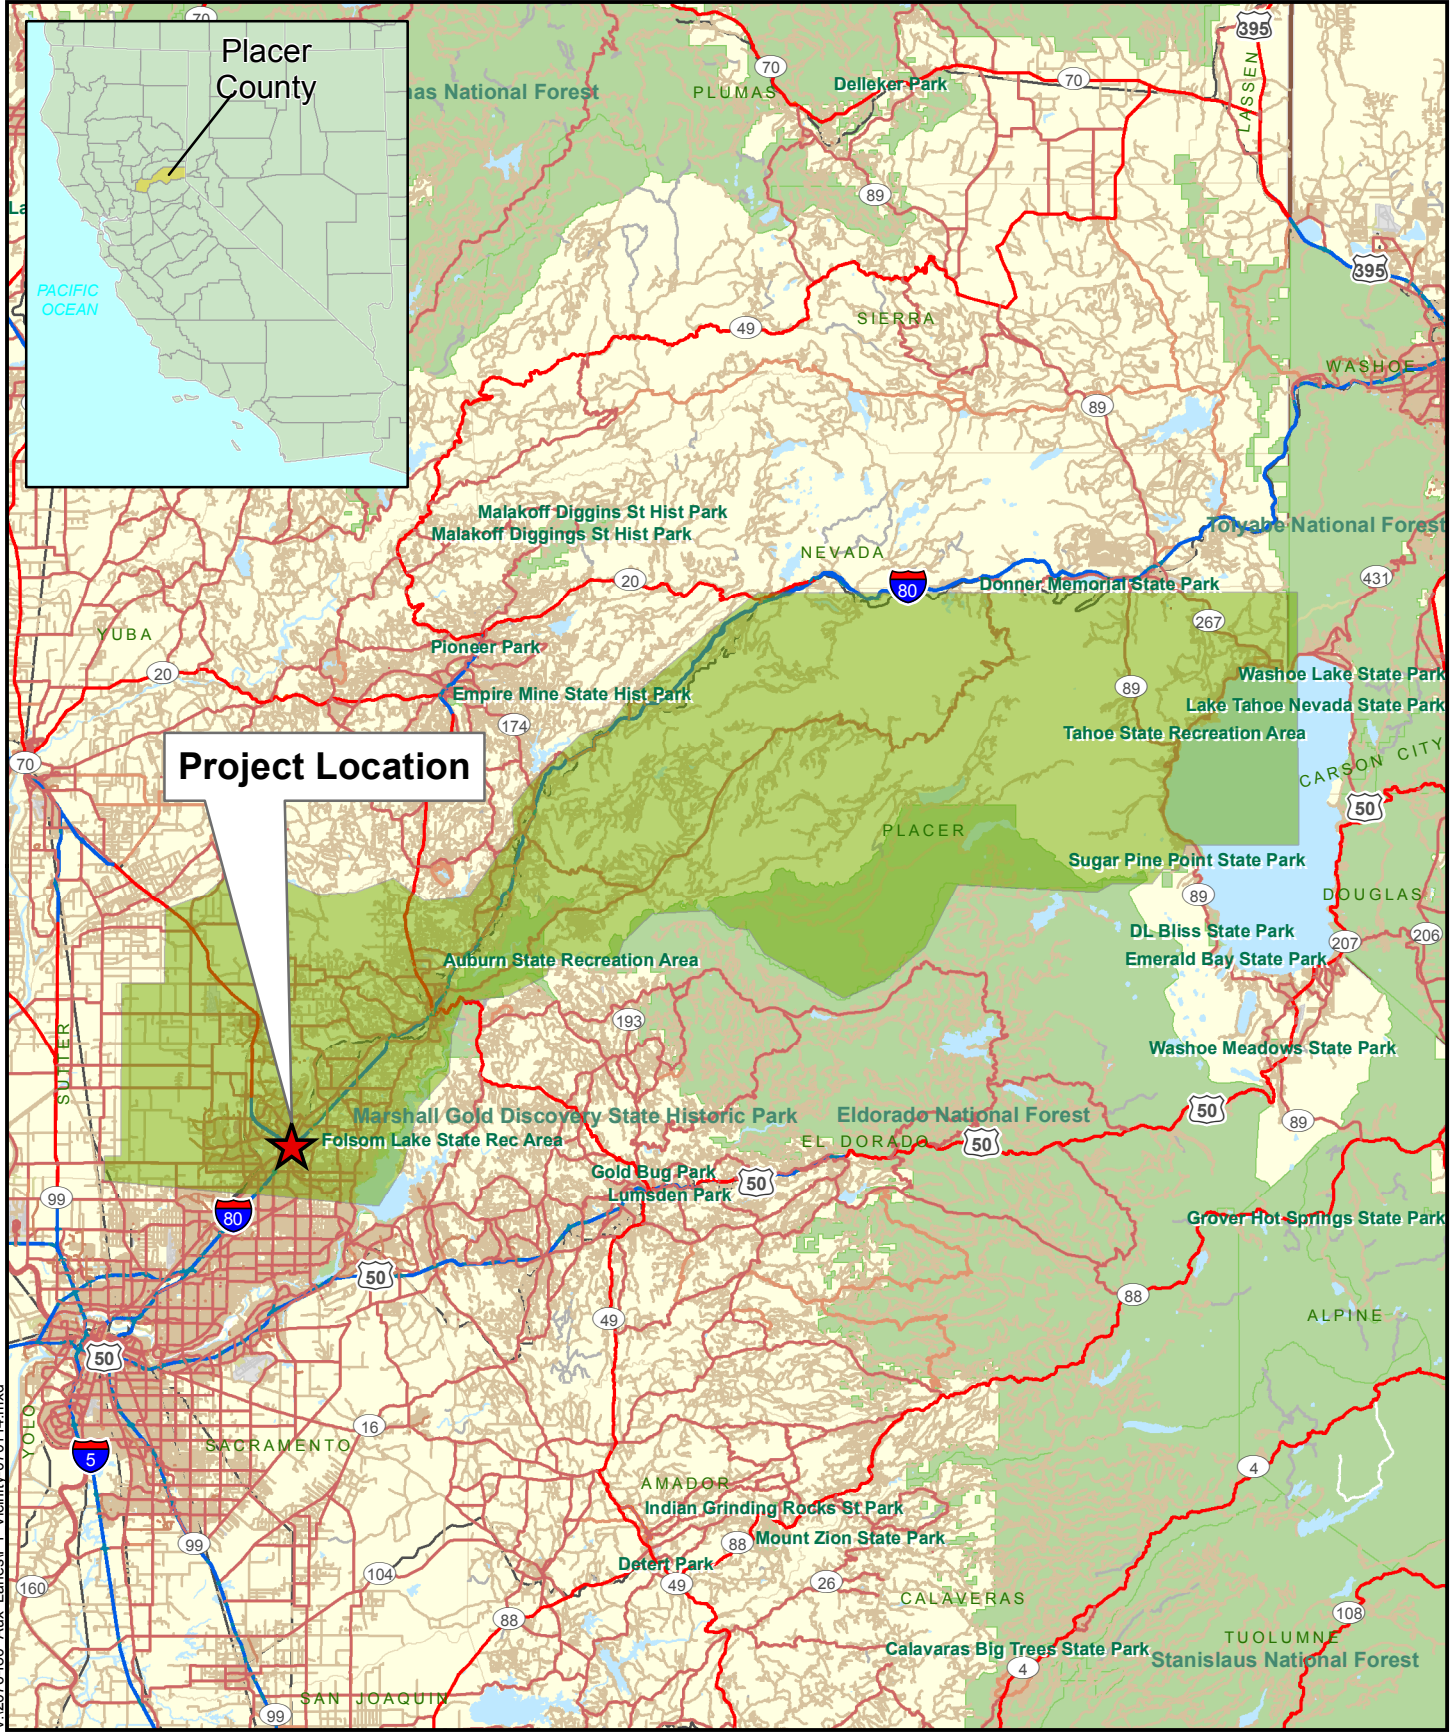 70
Placer
County
PACIFIC
OCEAN
La
nas National Forest
PLUMAS
70
Delleker Park
70
395
LASSEN
89
395
49
SIERRA
WASHOE
89
Malakoff Diggins St Hist Park
Malakoff Diggings St Hist Park
NEVADA
Toiyabe National Forest
20
80
Donner Memorial State Park
431
267
YUBA
Pioneer Park
20
Empire Mine State Hist Park
89
Washoe Lake State Park
Lake Tahoe Nevada State Park
174
Tahoe State Recreation Area
70
Project Location
CARSON CITY
50
PLACER
Sugar Pine Point State Park
89
DOUGLAS
DL Bliss State Park
207
206
Auburn State Recreation Area
Emerald Bay State Park
193
SUTTER
Washoe Meadows State Park
Marshall Gold Discovery State Historic Park
Eldorado National Forest
50
89
Folsom Lake State Rec Area
EL DORADO
50
Gold Bug Park
50
Lumsden Park
99
80
Grover Hot Springs State Park
50
88
49
ALPINE
50
16
YOLO
SACRAMENTO
5
4
AMADOR
Indian Grinding Rocks St Park
88
Mount Zion State Park
99
Detert Park
104
49
26
160
CALAVERAS
88
108
TUOLUMNE
Calavaras Big Trees State Park
Stanislaus National Forest
4
SAN JOAQUIN
99